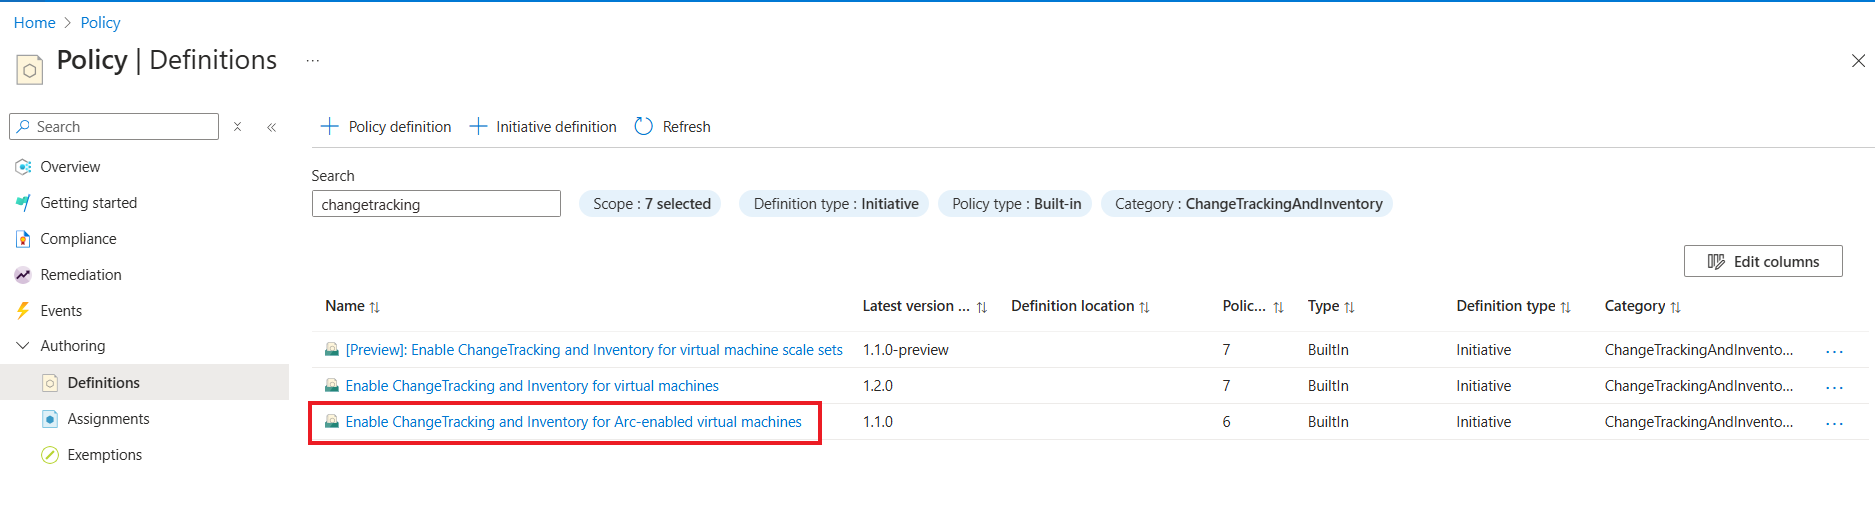 Home > Policy
Policy | Definitions ...
Search
Overview
Getting started
Compliance
Remediation
Events
Authoring
Definitions
Assignments
Exemptions
+ Policy definition + Initiative definition Refresh
Search
changetracking Scope : 7 selected Definition type : Initiative Policy type : Built-in Category : ChangeTrackingAndInventory
Edit columns
Name Latest version ... Definition location Polic... Type Definition type Category
[Preview]: Enable ChangeTracking and Inventory for virtual machine scale sets 1.1.0-preview 7 BuiltIn Initiative ChangeTrackingAndInvento... ...
Enable ChangeTracking and Inventory for virtual machines 1.2.0 7 BuiltIn Initiative ChangeTrackingAndInvento... ...
Enable ChangeTracking and Inventory for Arc-enabled virtual machines 1.1.0 6 BuiltIn Initiative ChangeTrackingAndInvento... ...